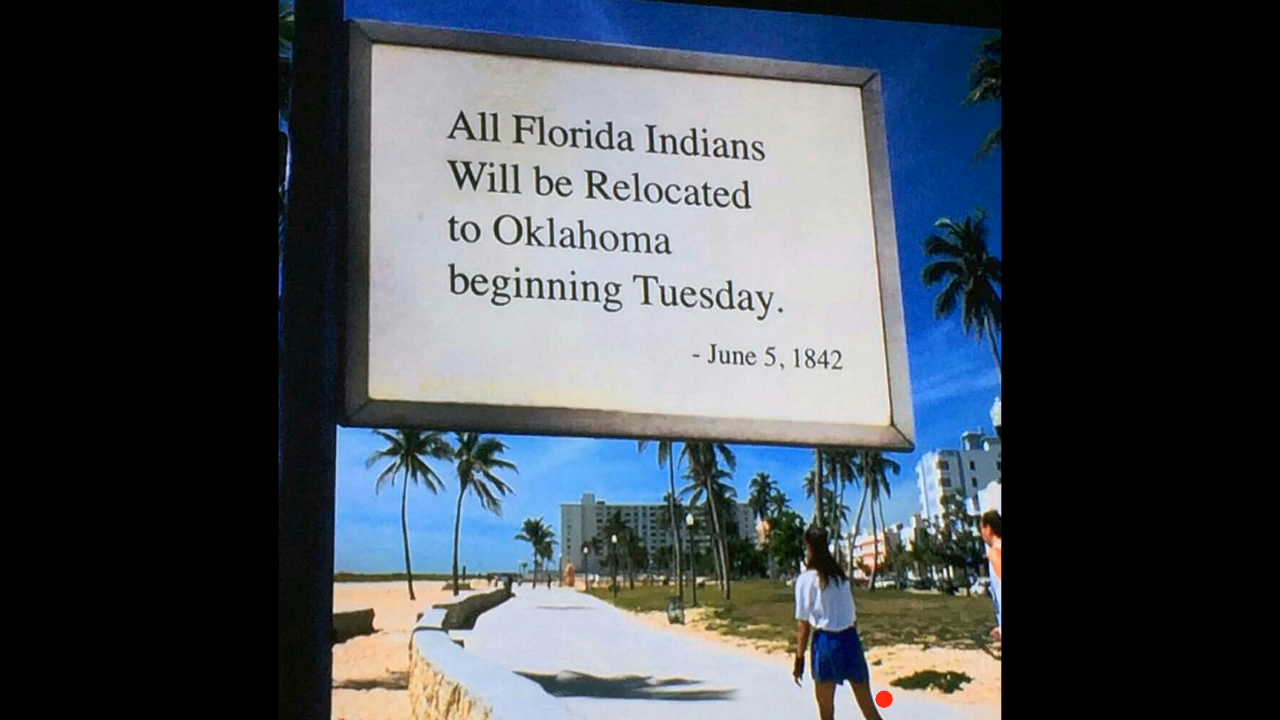 All Florida Indians
Will be Relocated
to Oklahoma
beginning Tuesday.
- June 5, 1842